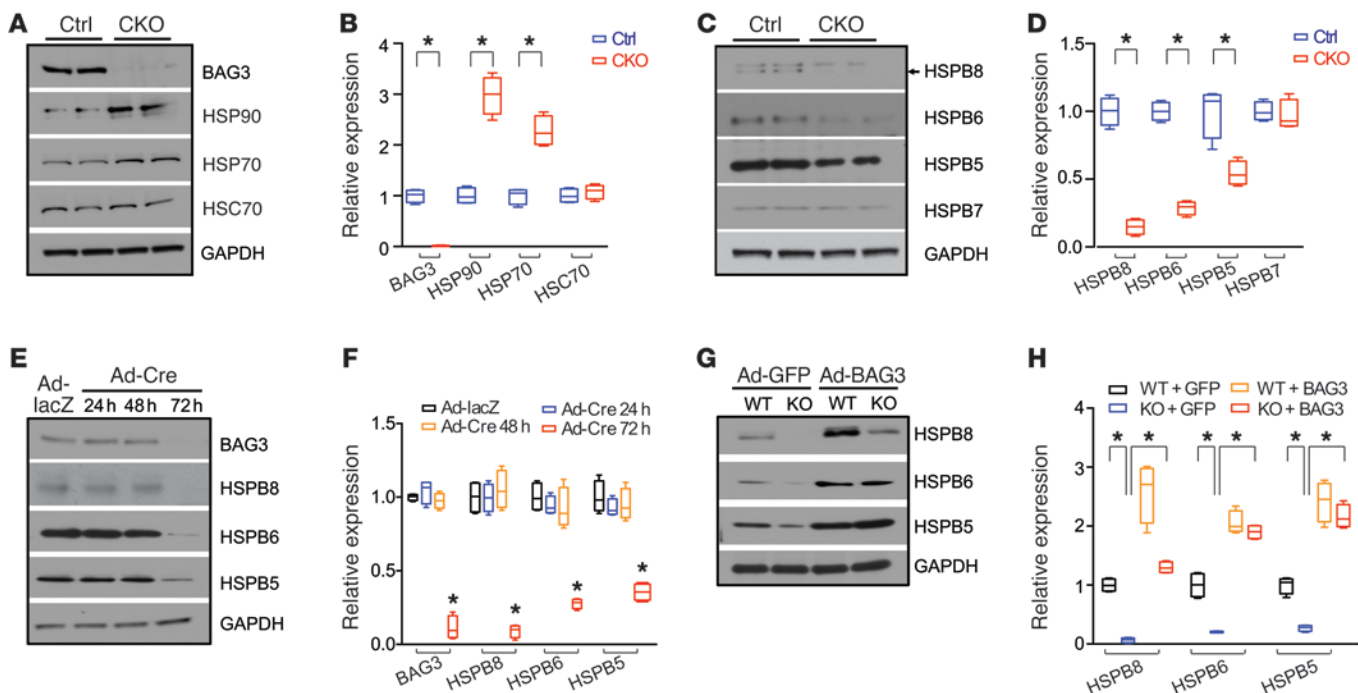 A
Ctrl CKO
BAG3
HSP90
HSP70
HSC70
GAPDH
B
Relative expression
4
3
2
1
0
* * *
Ctrl
CKO
BAG3 HSP90 HSP70 HSC70
C
Ctrl CKO
HSPB8
HSPB6
HSPB5
HSPB7
GAPDH
D
Relative expression
1.5
1.0
0.5
0.0
* * *
Ctrl
CKO
HSPB8 HSPB6 HSPB5 HSPB7
E
Ad-
lacZ
Ad-Cre
24 h 48 h 72 h
BAG3
HSPB8
HSPB6
HSPB5
GAPDH
F
Relative expression
Ad-lacZ Ad-Cre 24 h
Ad-Cre 48 h Ad-Cre 72 h
1.0
0.5
0.0
* * * *
BAG3 HSPB8 HSPB6 HSPB5
G
Ad-GFP Ad-BAG3
WT KO WT KO
HSPB8
HSPB6
HSPB5
GAPDH
H
Relative expression
WT + GFP WT + BAG3
KO + GFP KO + BAG3
4
3
2
1
0
* * * * * *
HSPB8 HSPB6 HSPB5